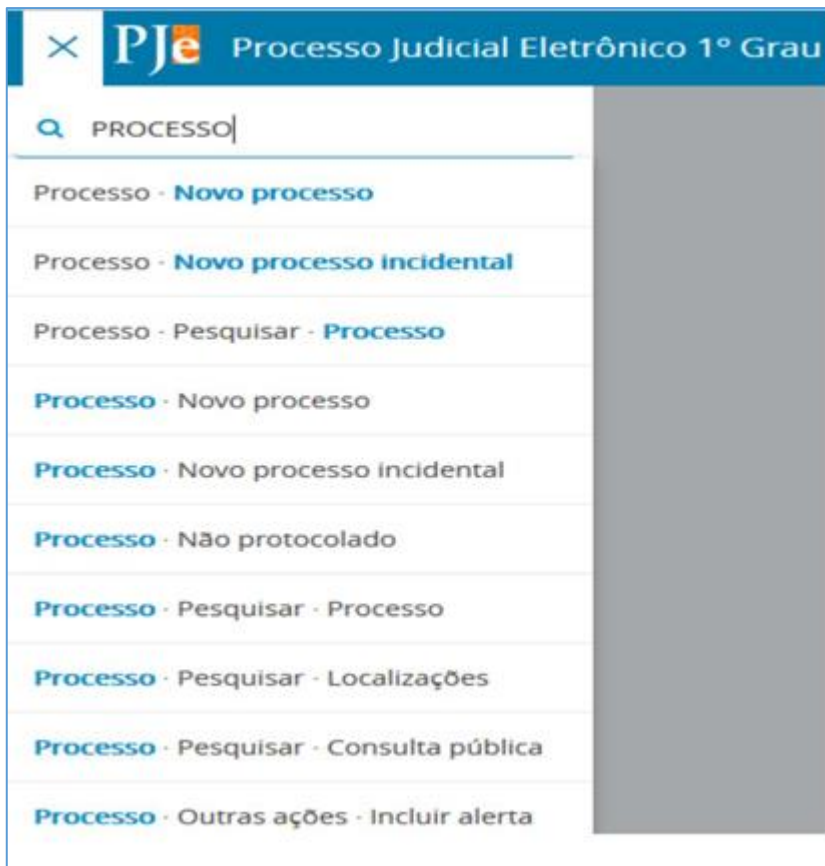 PJe Processo Judicial Eletrônico 1º Grau
PROCESSO
Processo · Novo processo
Processo · Novo processo incidental
Processo · Pesquisar · Processo
Processo · Novo processo
Processo · Novo processo incidental
Processo · Não protocolado
Processo · Pesquisar · Processo
Processo · Pesquisar · Localizações
Processo · Pesquisar · Consulta pública
Processo · Outras ações · Incluir alerta